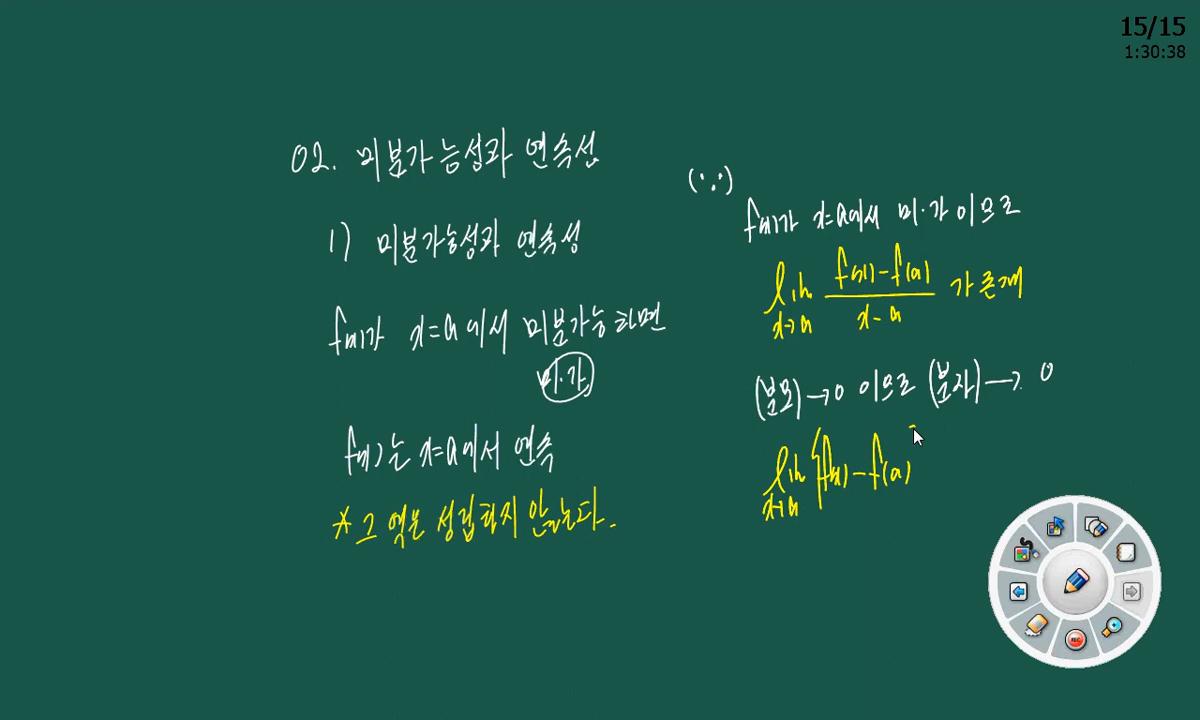 15/15
1:30:38
02. 미분가능성과 연속성
1) 미분가능성과 연속성
f(x)가 x=a에서 미분가능하면
미·가
f(x)는 x=a에서 연속
*그 역은 성립하지 않는다.
(∵)
f(x)가 x=a에서 미·가 이므로
lim x→a f(x)-f(a) / x-a 가 존재
(분모)→0 이므로 (분자)→0
lim x→a {f(x)-f(a)
REC